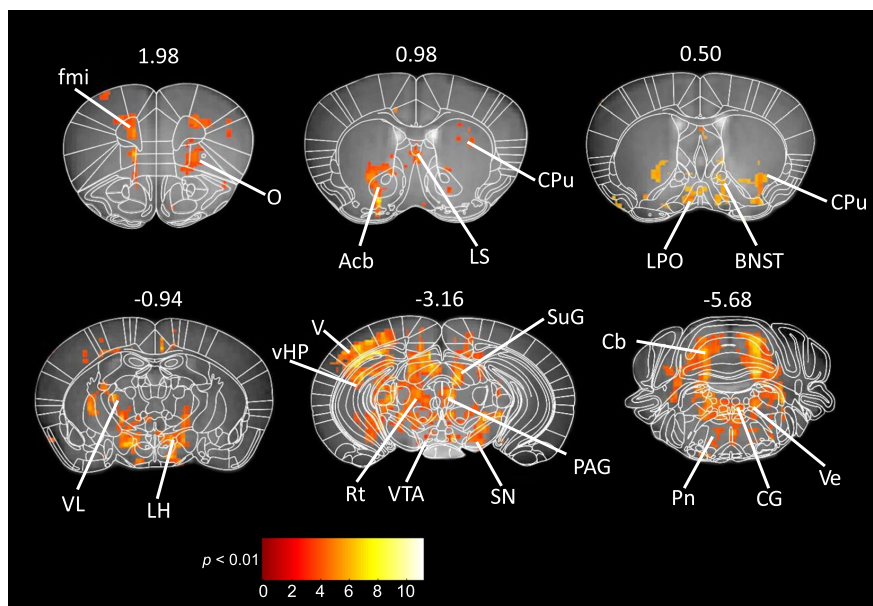 1.98
0.98
0.50
fmi
O
Acb
LS
CPu
LPO
BNST
CPu
-0.94
-3.16
-5.68
V
vHP
SuG
Cb
VL
LH
Rt
VTA
SN
PAG
Pn
CG
Ve
p < 0.01
0 2 4 6 8 10